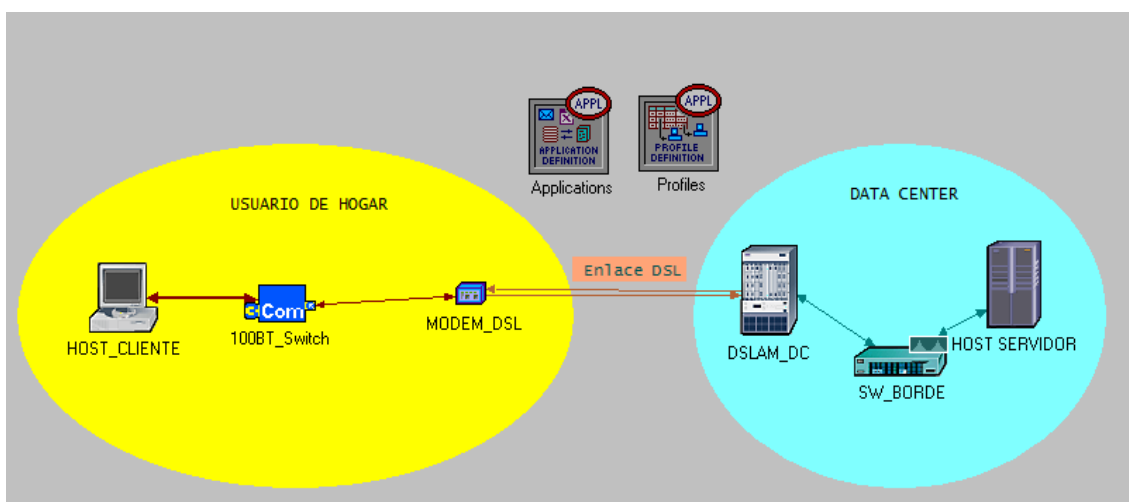 APPL
APPLICATION
DEFINITION
Applications
APPL
PROFILE
DEFINITION
Profiles
USUARIO DE HOGAR
DATA CENTER
Enlace DSL
HOST_CLIENTE
Com
100BT_Switch
MODEM_DSL
DSLAM_DC
SW_BORDE
HOST SERVIDOR